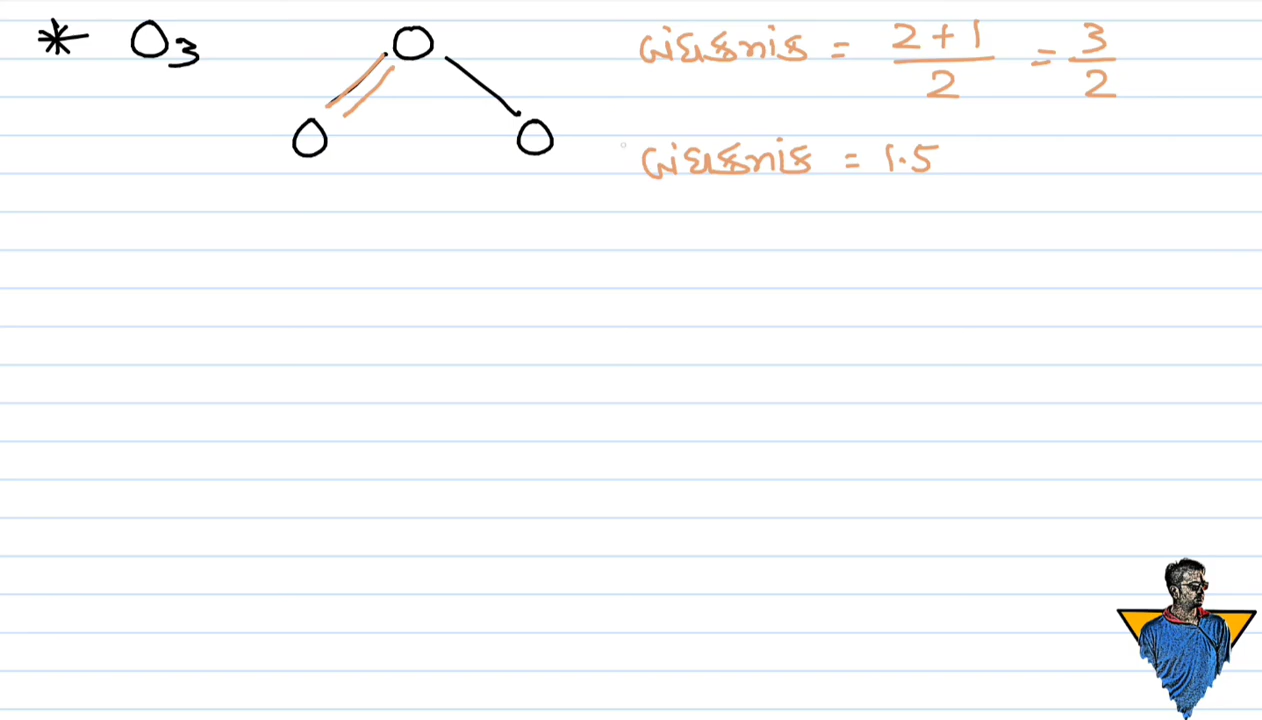 * O3
O
O
O
બંધક્રમાંક = 2+1/2 = 3/2
બંધક્રમાંક = 1.5